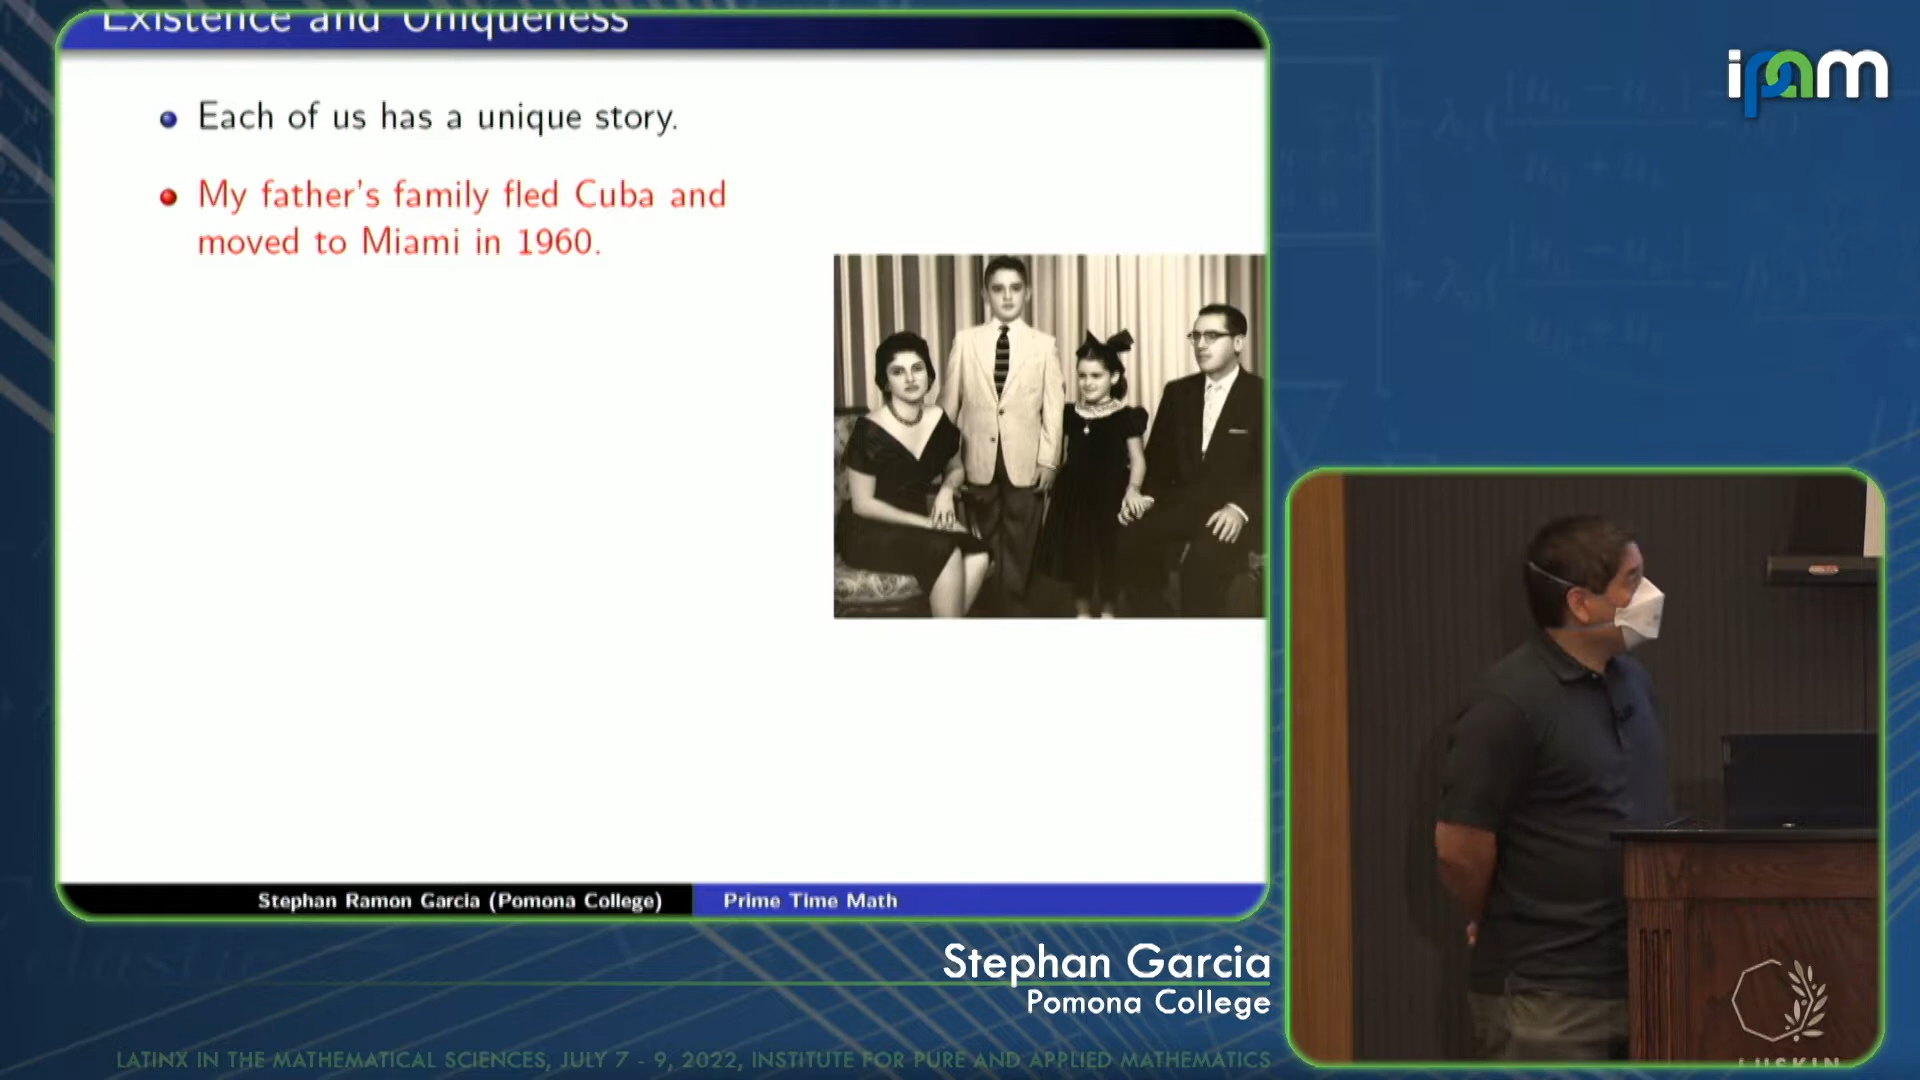 Existence and Uniqueness
ipam
Each of us has a unique story.
My father's family fled Cuba and
moved to Miami in 1960.
Stephan Ramon Garcia (Pomona College)
Prime Time Math
Stephan Garcia
Pomona College
LATINX IN THE MATHEMATICAL SCIENCES, JULY 7 - 9, 2022, INSTITUTE FOR PURE AND APPLIED MATHEMATICS
LUSKIN